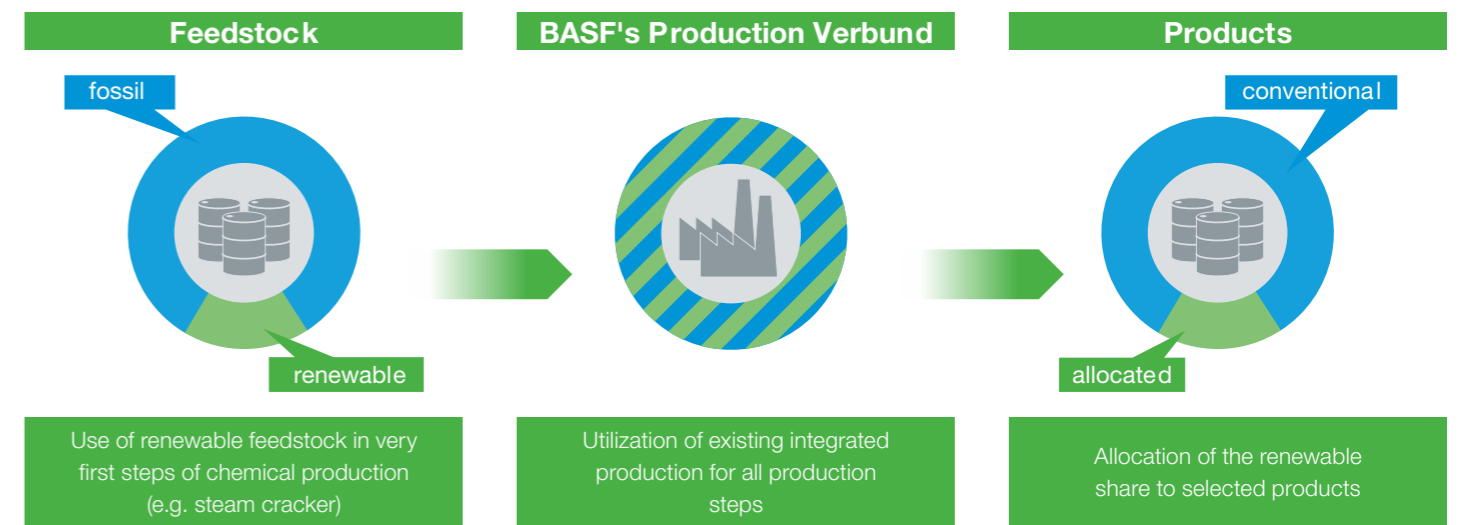 Feedstock
BASF's Production Verbund
Products
fossil
renewable
conventional
allocated
Use of renewable feedstock in very
first steps of chemical production
(e.g. steam cracker)
Utilization of existing integrated
production for all production
steps
Allocation of the renewable
share to selected products